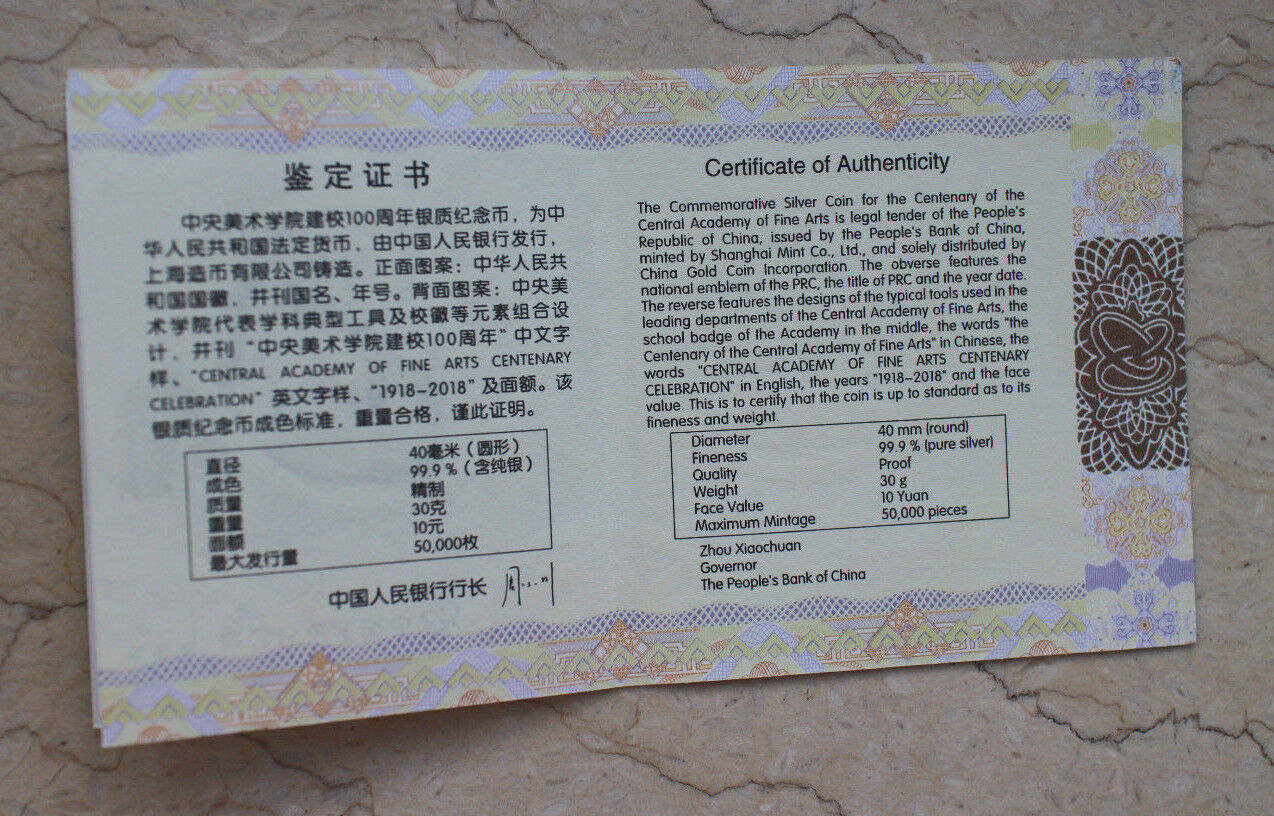 鉴定证书
中央美术学院建校100周年银质纪念币，为中
华人民共和国法定货币，由中国人民银行发行，
上海造币有限公司铸造。正面图案：中华人民共
和国国徽，并刊国名、年号。背面图案：中央美
术学院代表学科典型工具及校徽等元素组合设
计，并刊“中央美术学院建校100周年”中文字
样、“CENTRAL ACADEMY OF FINE ARTS CENTENARY
CELEBRATION”英文字样、“1918–2018”及面额。该
银质纪念币成色标准，重量合格，谨此证明。
直径 40毫米（圆形）
成色 99.9 %（含纯银）
质量 精制
重量 30克
面额 10元
最大发行量 50,000枚
中国人民银行行长
Certificate of Authenticity
The Commemorative Silver Coin for the Centenary of the
Central Academy of Fine Arts is legal tender of the People's
Republic of China, issued by the People's Bank of China,
minted by Shanghai Mint Co., Ltd., and solely distributed by
China Gold Coin Incorporation. The obverse features the
national emblem of the PRC, the title of PRC and the year date.
The reverse features the designs of the typical tools used in the
leading departments of the Central Academy of Fine Arts, the
school badge of the Academy in the middle, the words "the
Centenary of the Central Academy of Fine Arts" in Chinese, the
words "CENTRAL ACADEMY OF FINE ARTS CENTENARY
CELEBRATION" in English, the years "1918–2018" and the face
value. This is to certify that the coin is up to standard as to its
fineness and weight.
Diameter 40 mm (round)
Fineness 99.9 % (pure silver)
Quality Proof
Weight 30 g
Face Value 10 Yuan
Maximum Mintage 50,000 pieces
Zhou Xiaochuan
Governor
The People's Bank of China